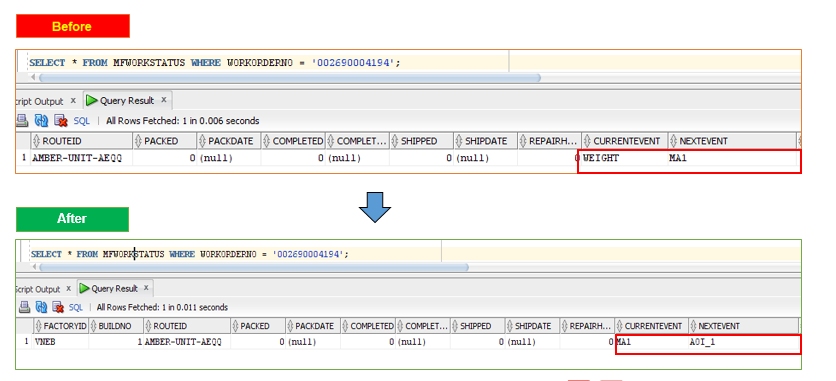 Before
SELECT * FROM MFWORKSTATUS WHERE WORKORDERNO = '002690004194';
cript Output x Query Result x
SQL | All Rows Fetched: 1 in 0.006 seconds
ROUTEID PACKED PACKDATE COMPLETED COMPLET... SHIPPED SHIPDATE REPAIRH... CURRENTEVENT NEXTEVENT
1 AMBER-UNIT-AEQQ 0 (null) 0 (null) 0 (null) 0 WEIGHT MA1
After
SELECT * FROM MFWORKSTATUS WHERE WORKORDERNO = '002690004194';
Script Output x Query Result x
SQL | All Rows Fetched: 1 in 0.011 seconds
FACTORYID BUILDNO ROUTEID PACKED PACKDATE COMPLETED COMPLET... SHIPPED SHIPDATE REPAIRH... CURRENTEVENT NEXTEVENT
1 VNEB 1 AMBER-UNIT-AEQQ 0 (null) 0 (null) 0 (null) 0 MA1 AOI_1